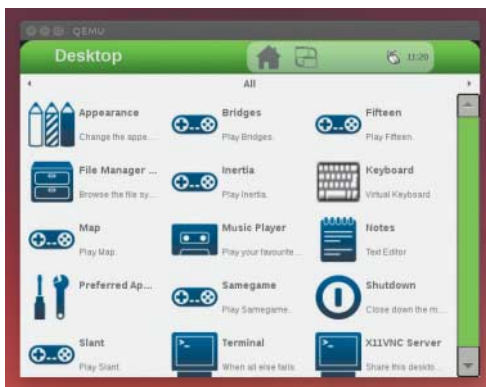 QEMU
Desktop
11:20
All
Appearance
Change the appe...
Bridges
Play Bridges.
Fifteen
Play Fifteen.
File Manager ...
Browse the file sy...
Inertia
Play Inertia.
Keyboard
Virtual Keyboard
Map
Play Map.
Music Player
Play your favourite...
Notes
Text Editor
Preferred Ap...
Samegame
Play Samegame.
Shutdown
Close down the m...
Slant
Play Slant.
Terminal
When all else fails.
X11VNC Server
Share this deskto...